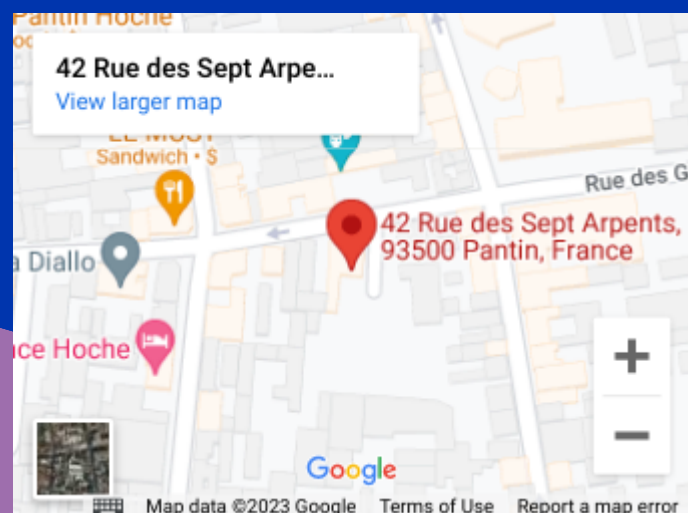 Pantin Hoche
42 Rue des Sept Arpe...
View larger map
Sandwich • $
Rue des G
42 Rue des Sept Arpents,
93500 Pantin, France
a Diallo
ce Hoche
Google
Map data ©2023 Google Terms of Use Report a map error